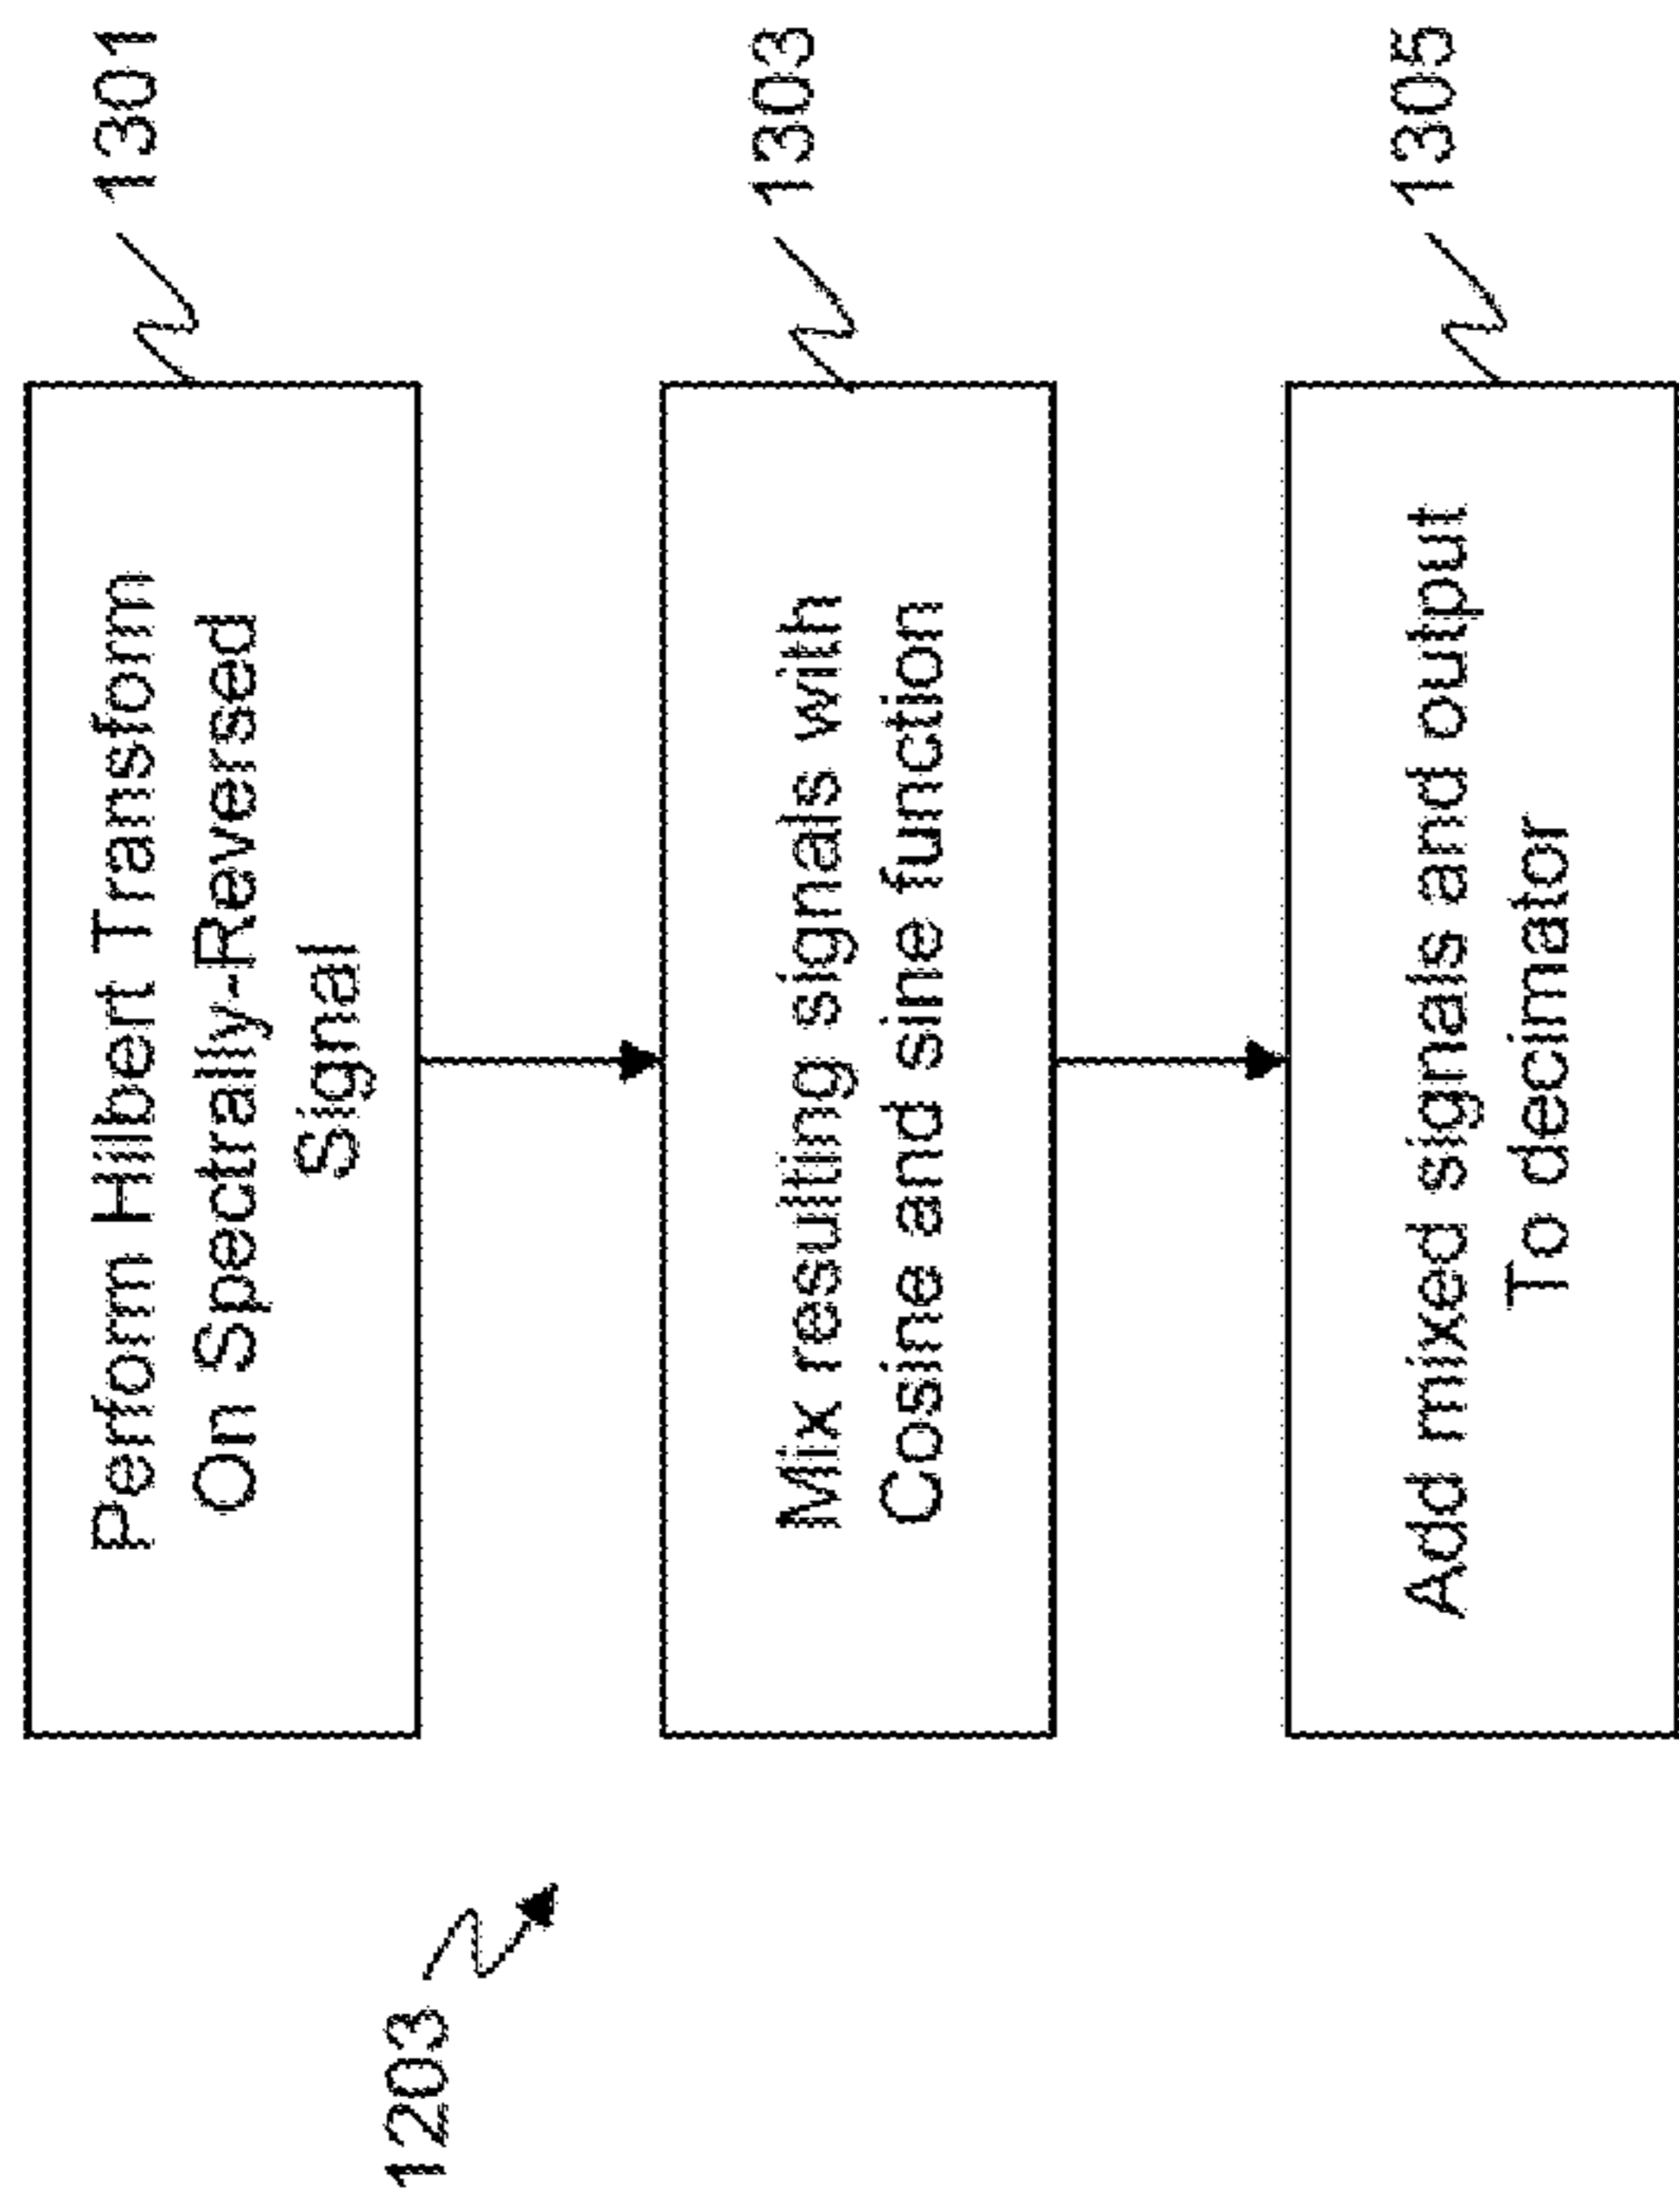 1301
Perform Hilbert Transform
On Spectrally-Reversed
Signal
1303
Mix resulting signals with
Cosine and sine function
1305
Add mixed signals and output
To decimator
1203